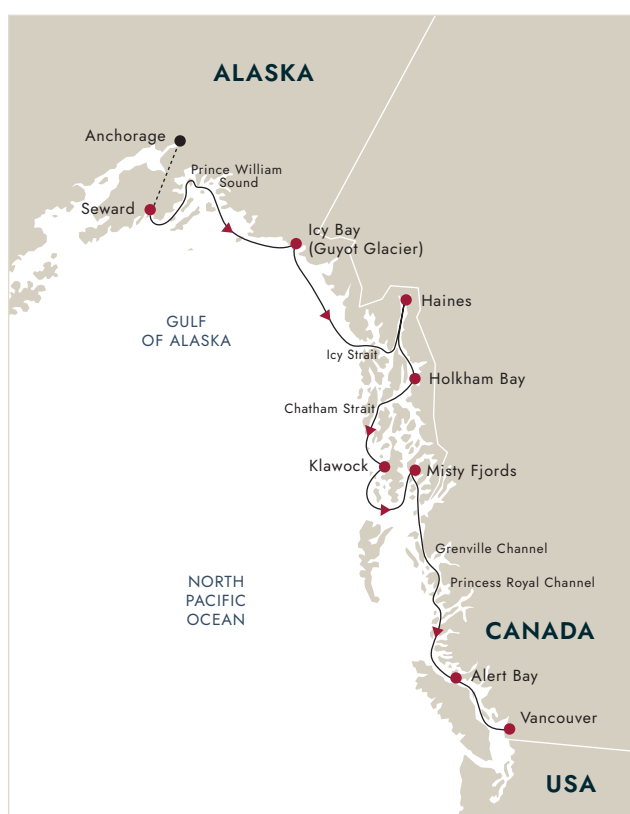 ALASKA
Anchorage
Prince William
Sound
Seward
Icy Bay
(Guyot Glacier)
Haines
GULF
OF ALASKA
Icy Strait
Holkham Bay
Chatham Strait
Klawock
Misty Fjords
Grenville Channel
Princess Royal Channel
NORTH
PACIFIC
OCEAN
CANADA
Alert Bay
Vancouver
USA